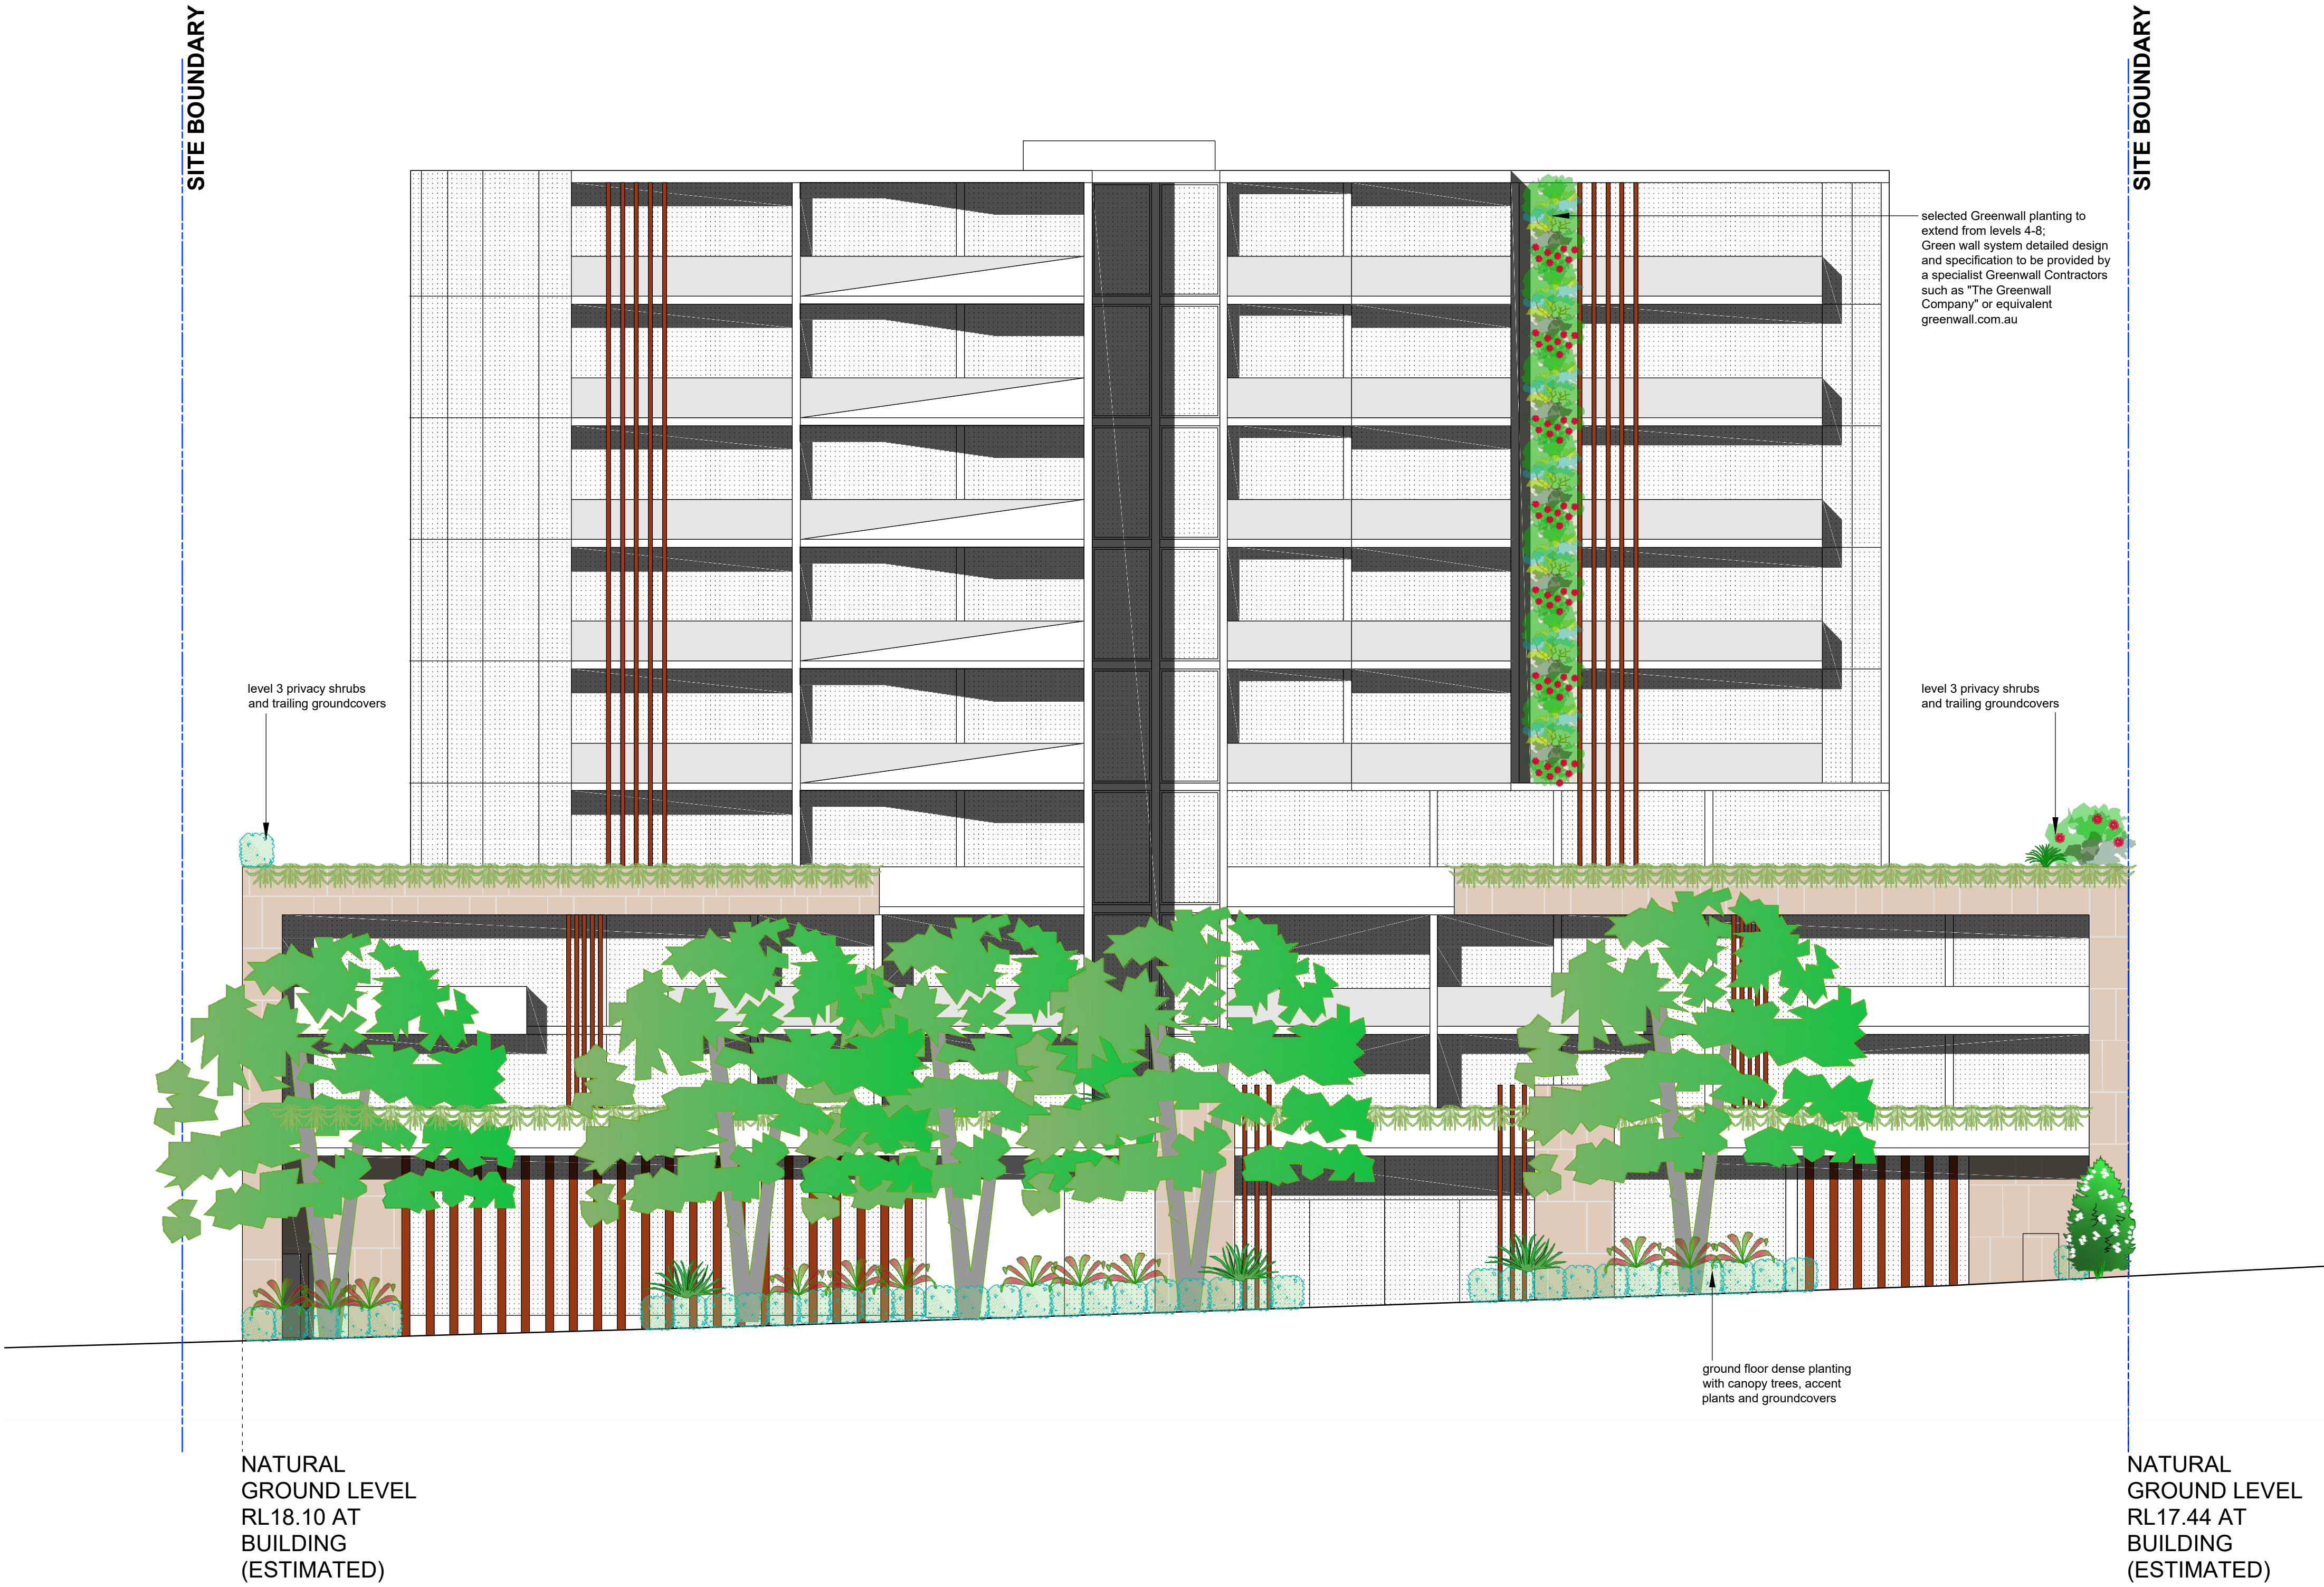 SITE BOUNDARY
SITE BOUNDARY
selected Greenwall planting to
extend from levels 4-8;
Green wall system detailed design
and specification to be provided by
a specialist Greenwall Contractors
such as "The Greenwall
Company" or equivalent
greenwall.com.au
level 3 privacy shrubs
and trailing groundcovers
level 3 privacy shrubs
and trailing groundcovers
ground floor dense planting
with canopy trees, accent
plants and groundcovers
NATURAL
GROUND LEVEL
RL18.10 AT
BUILDING
(ESTIMATED)
NATURAL
GROUND LEVEL
RL17.44 AT
BUILDING
(ESTIMATED)